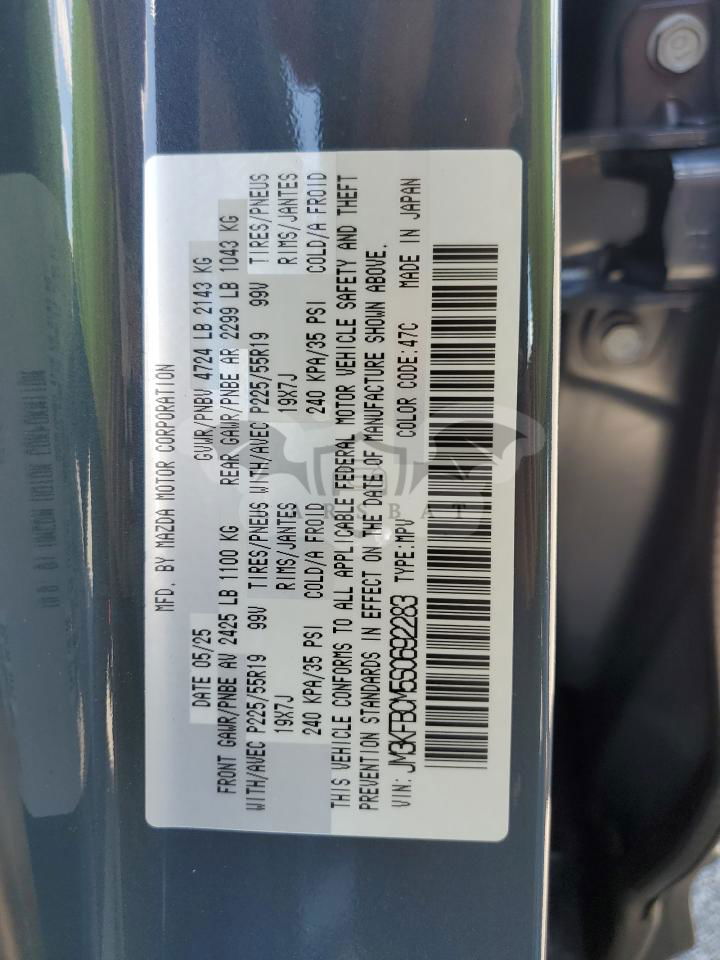 MFD. BY MAZDA MOTOR CORPORATION
DATE 05/25 GVWR/PNBV 4724 LB 2143 KG
FRONT GAWR/PNBE AV 2425 LB 1100 KG REAR GAWR/PNBE AR 2299 LB 1043 KG
WITH/AVEC P225/55R19 99V TIRES/PNEUS WITH/AVEC P225/55R19 99V TIRES/PNEUS
19X7J RIMS/JANTES 19X7J RIMS/JANTES
240 KPA/35 PSI COLD/A FROID 240 KPA/35 PSI COLD/A FROID
THIS VEHICLE CONFORMS TO ALL APPLICABLE FEDERAL MOTOR VEHICLE SAFETY AND THEFT
PREVENTION STANDARDS IN EFFECT ON THE DATE OF MANUFACTURE SHOWN ABOVE.
VIN: JM3KFBCM5S0692283 TYPE:MPV COLOR CODE:47C MADE IN JAPAN